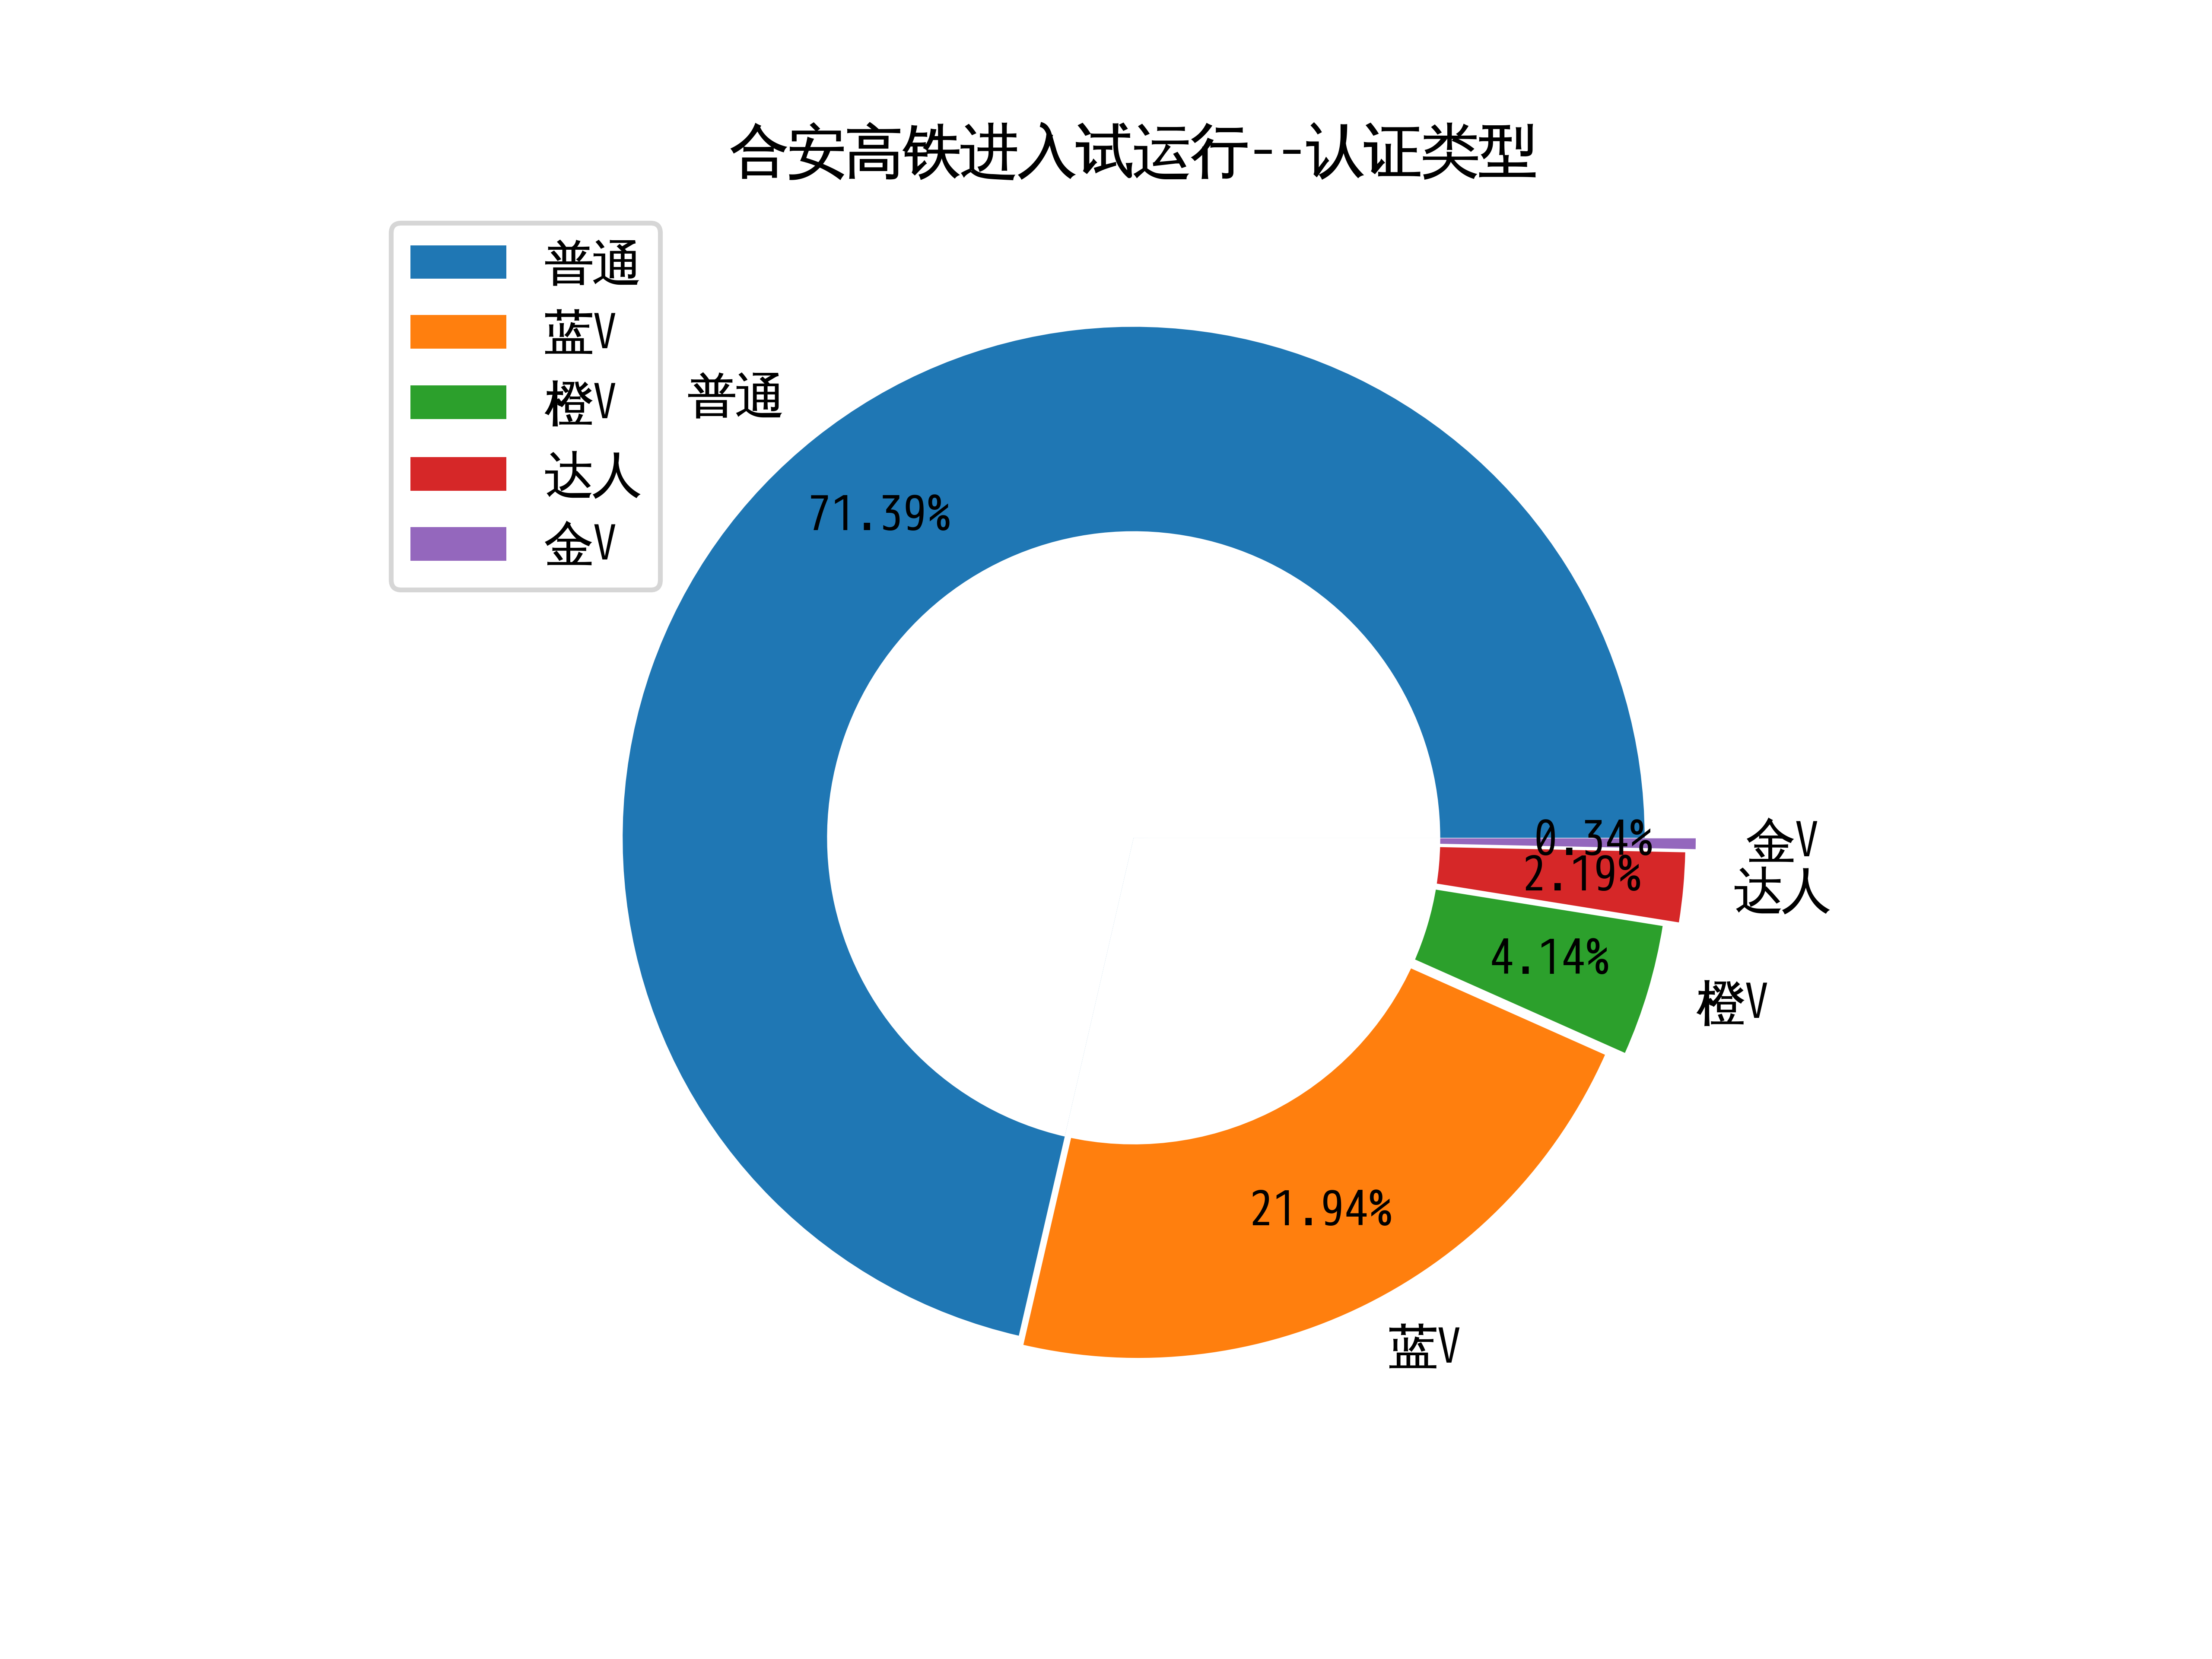 合安高铁进入试运行--认证类型
普通
蓝V
橙V
达人
金V
普通
71.39%
0.34%
金V
2.19%
达人
4.14%
橙V
21.94%
蓝V